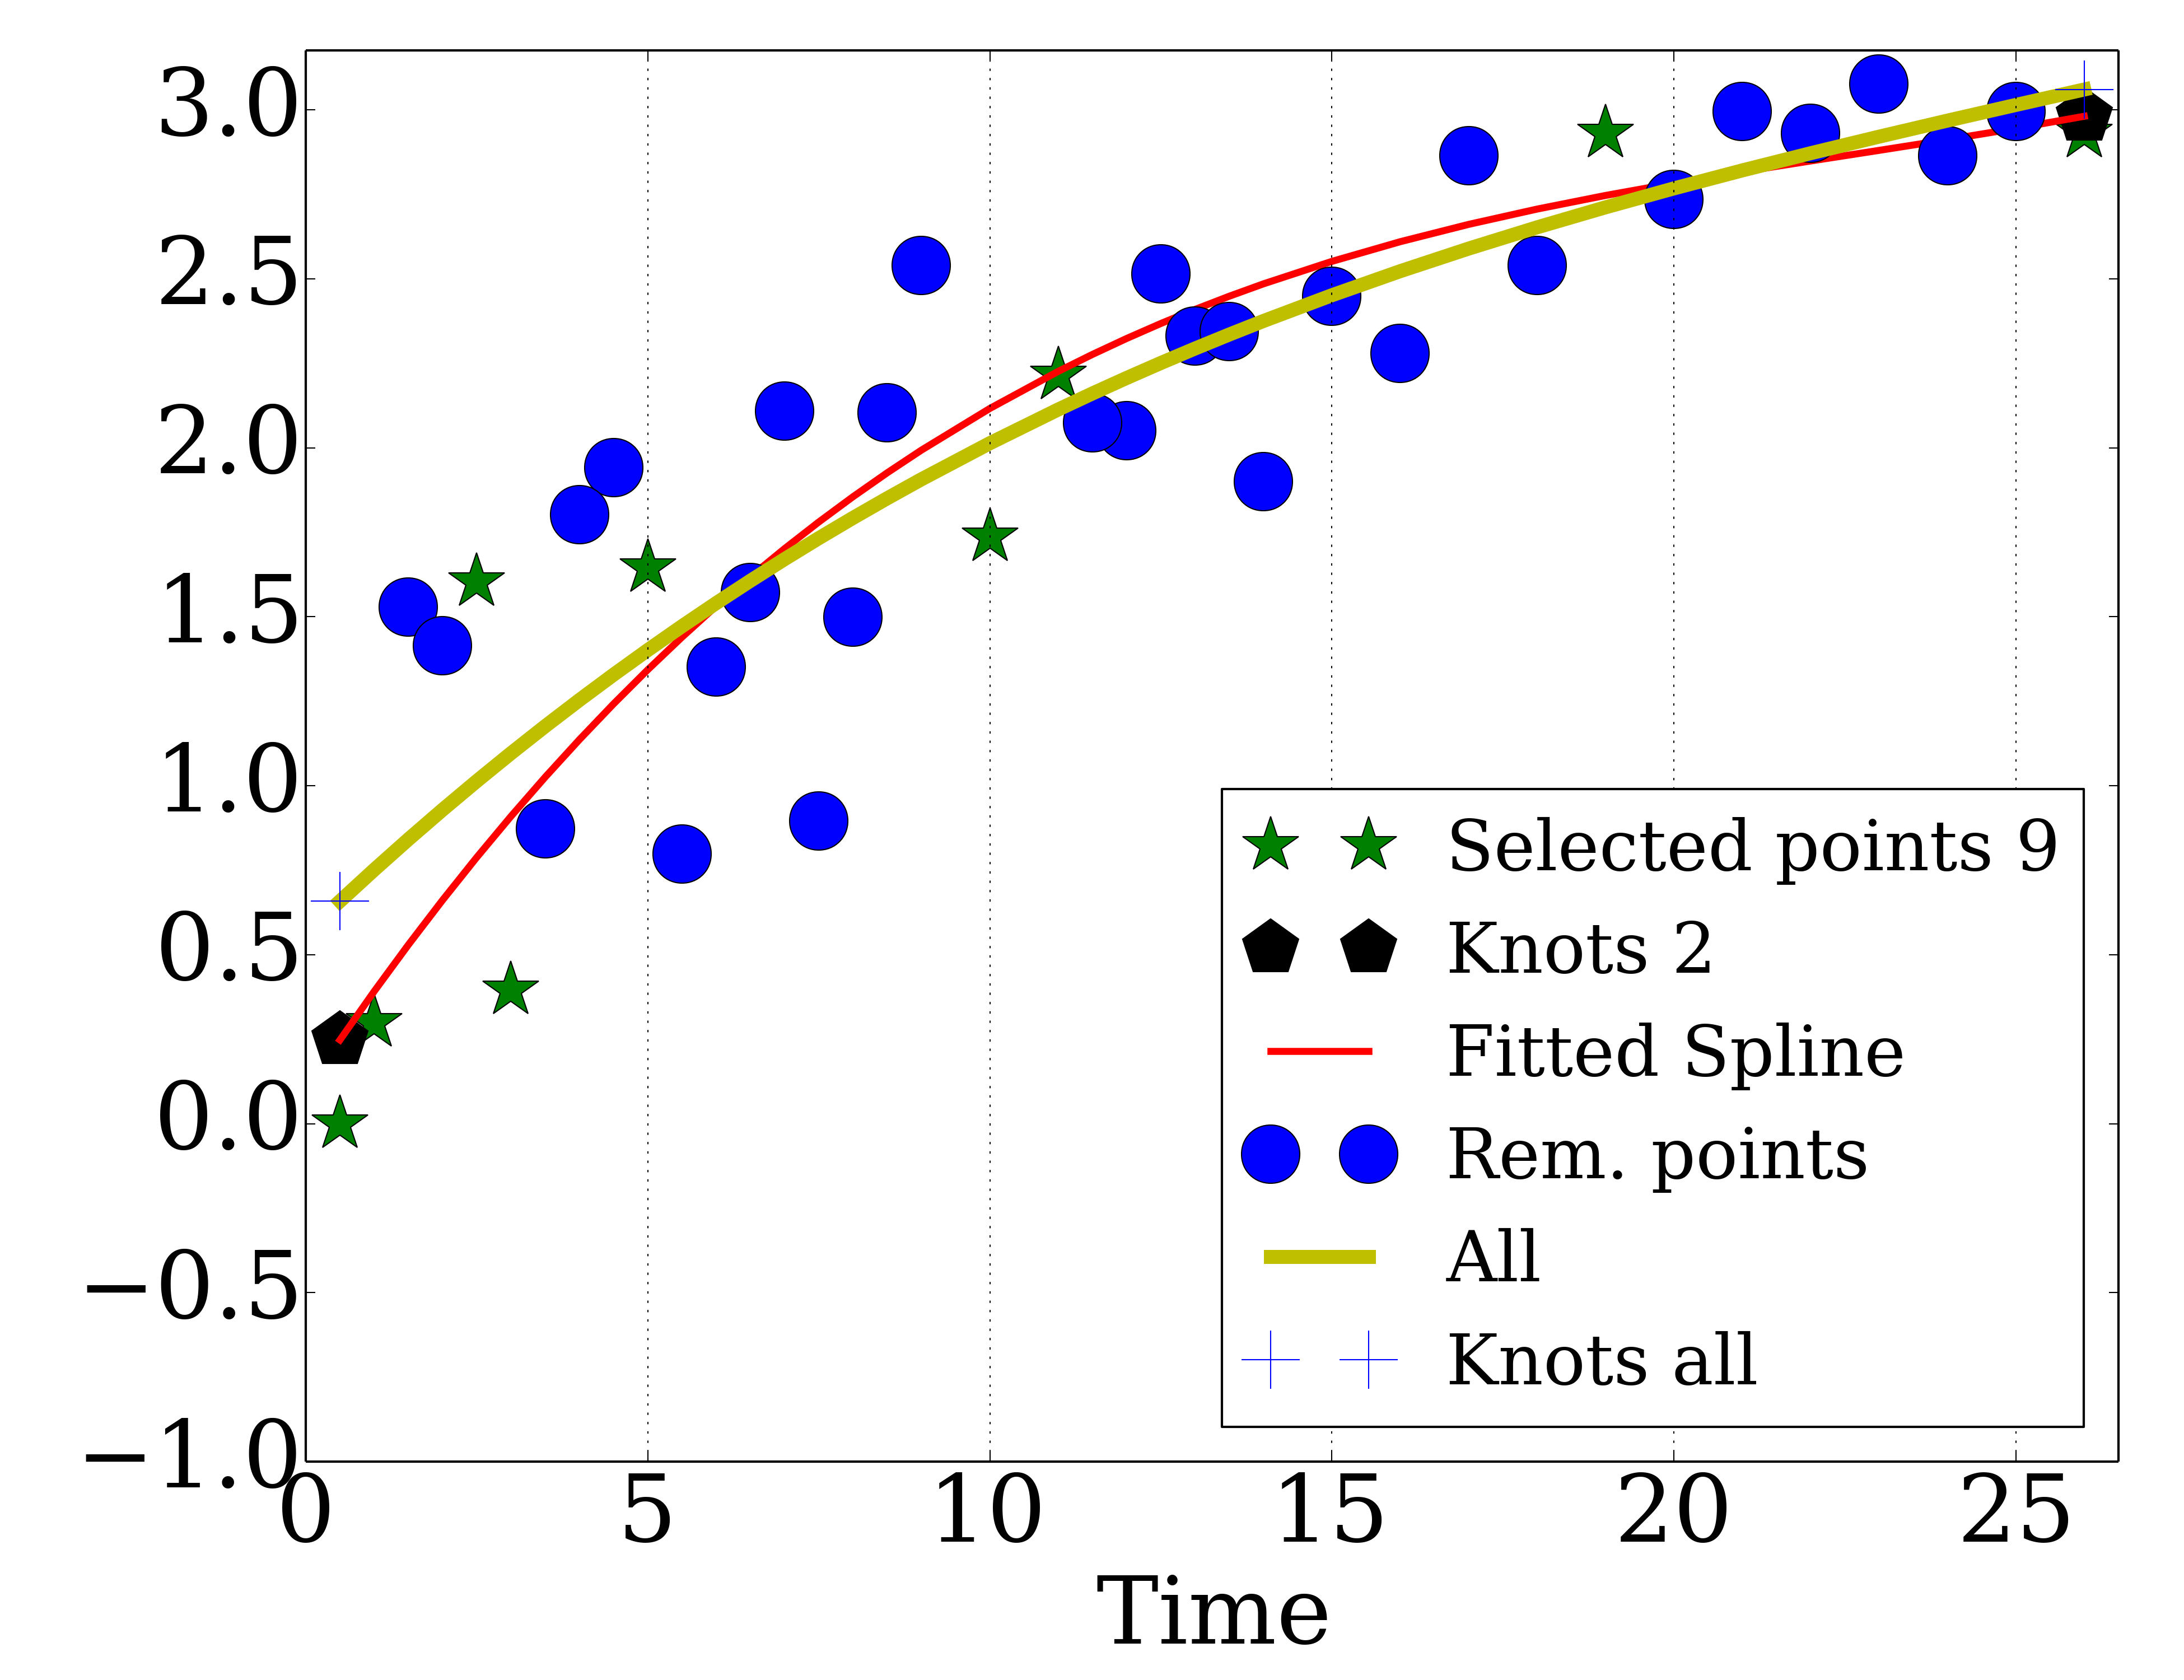 3.0
2.5
2.0
1.5
1.0
0.5
0.0
−0.5
−1.0
0 5 10 15 20 25
Time
Selected points 9
Knots 2
Fitted Spline
Rem. points
All
Knots all